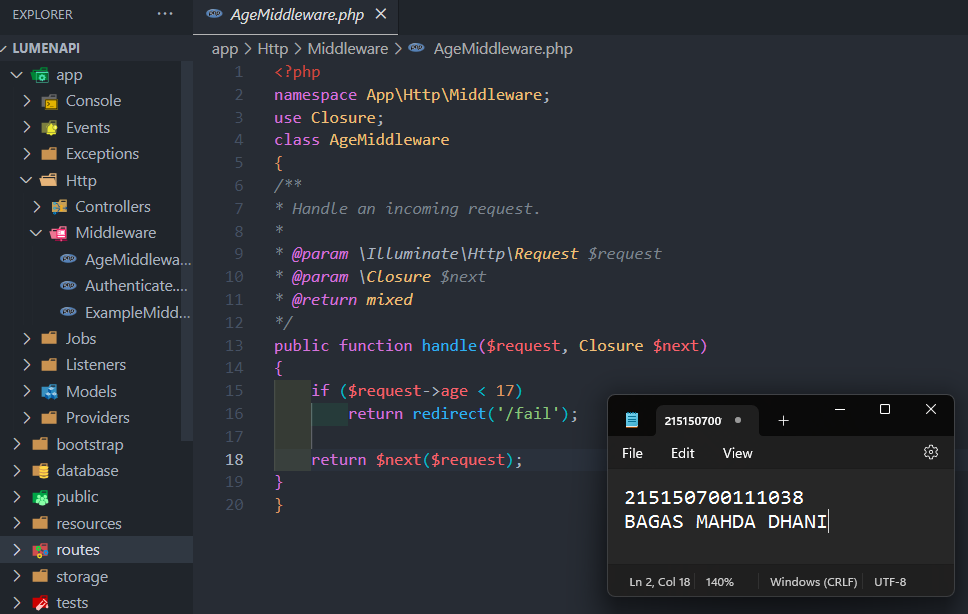 EXPLORER
LUMENAPI
app
Console
Events
Exceptions
Http
Controllers
Middleware
AgeMiddlewa...
Authenticate....
ExampleMidd...
Jobs
Listeners
Models
Providers
bootstrap
database
public
resources
routes
storage
tests
AgeMiddleware.php
app > Http > Middleware > AgeMiddleware.php
1 <?php
2 namespace App\Http\Middleware;
3 use Closure;
4 class AgeMiddleware
5 {
6 /**
7 * Handle an incoming request.
8 *
9 * @param \Illuminate\Http\Request $request
10 * @param \Closure $next
11 * @return mixed
12 */
13 public function handle($request, Closure $next)
14 {
15 if ($request->age < 17)
16 return redirect('/fail');
17
18 return $next($request);
19 }
20 }
215150700
File Edit View
215150700111038
BAGAS MAHDA DHANI
Ln 2, Col 18 140% Windows (CRLF) UTF-8